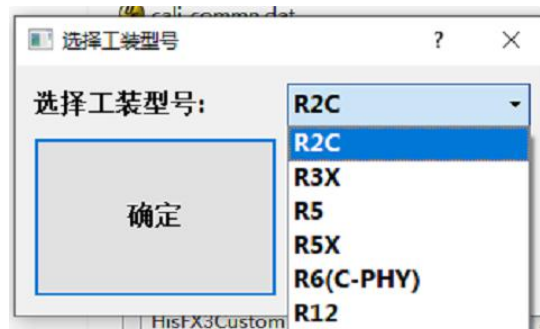 cali_commn.dat
选择工装型号
?
选择工装型号:
R2C
R2C
R3X
R5
R5X
确定
R6(C-PHY)
R12
HisFX3Custom